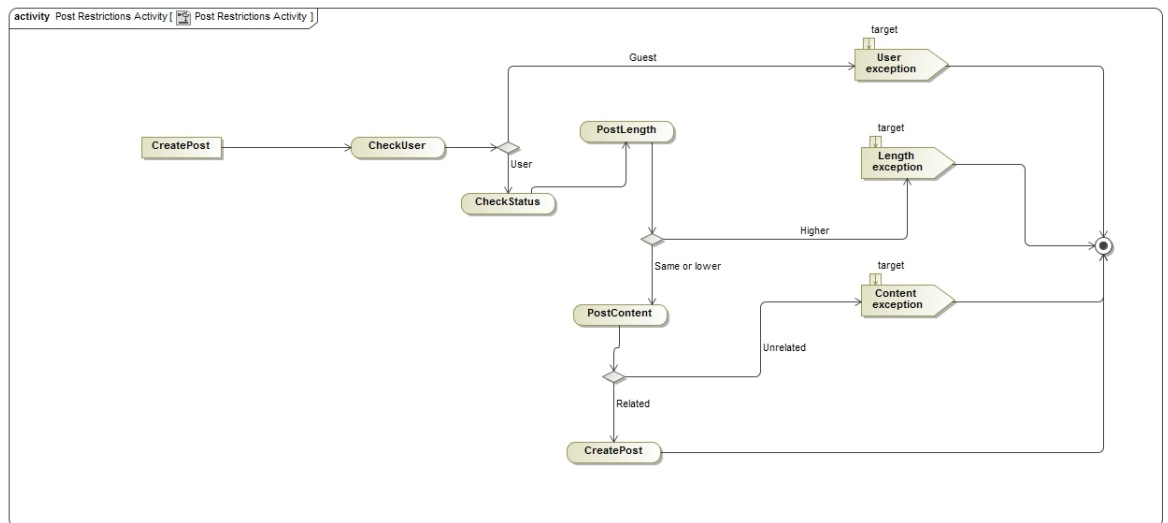 activity Post Restrictions Activity [ Post Restrictions Activity ]
target
User
exception
Guest
CreatePost
CheckUser
User
CheckStatus
PostLength
target
Length
exception
Higher
Same or lower
target
Content
exception
PostContent
Unrelated
Related
CreatePost